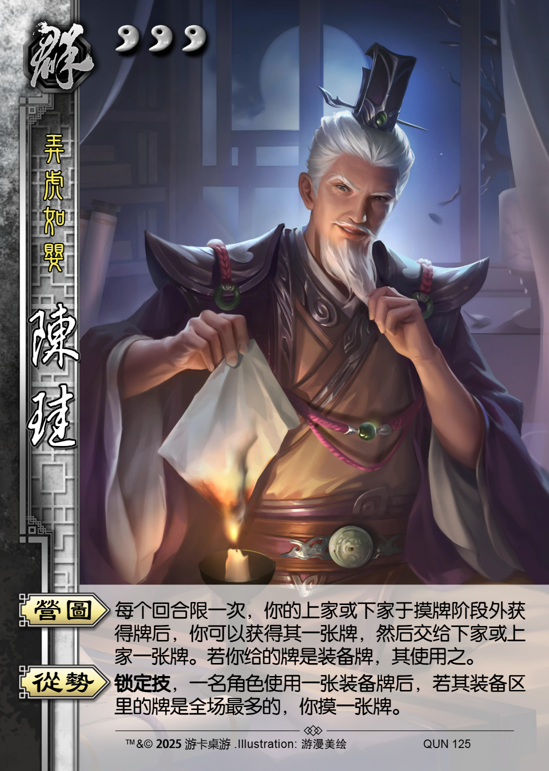 群
弄虎如嬰
陳珪
營圖
每个回合限一次，你的上家或下家于摸牌阶段外获
得牌后，你可以获得其一张牌，然后交给下家或上
家一张牌。若你给的牌是装备牌，其使用之。
從勢
锁定技，一名角色使用一张装备牌后，若其装备区
里的牌是全场最多的，你摸一张牌。
™&© 2025 游卡桌游 .Illustration: 游漫美绘
QUN 125